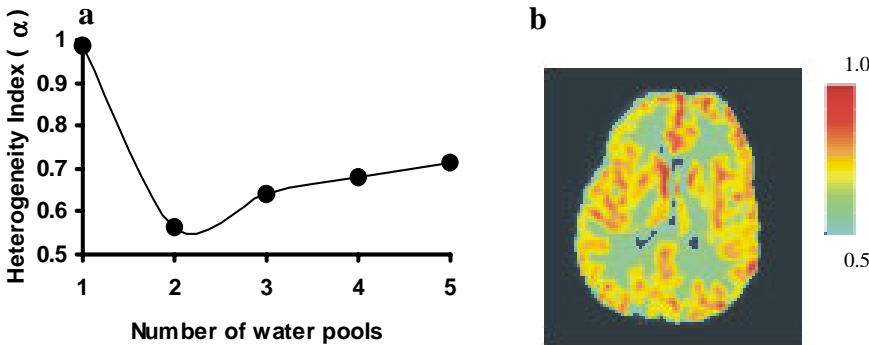 a
Heterogeneity Index ( α )
1
0.9
0.8
0.7
0.6
0.5
1 2 3 4 5
Number of water pools
b
1.0
0.5